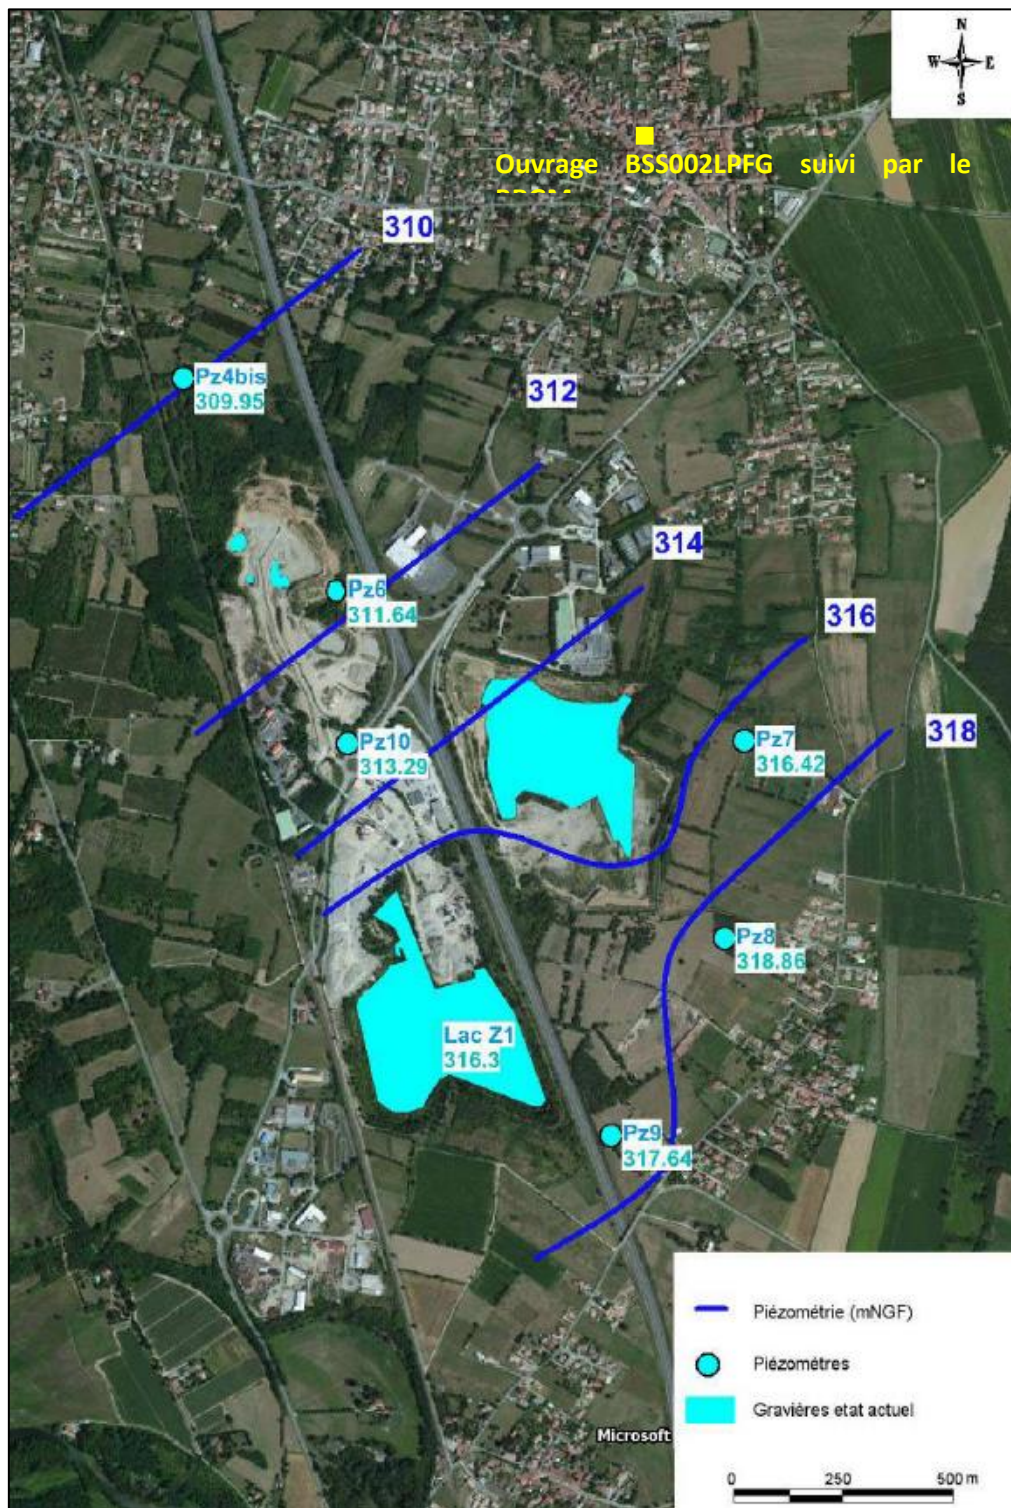 N
W E
S
Ouvrage BSS002LPFG suivi par le
310
Pz4bis
309.95
312
314
Pz6
311.64
316
318
Pz10
313.29
Pz7
316.42
Pz8
318.86
Lac Z1
316.3
Pz9
317.64
Piézométrie (mNGF)
Piézomètres
Gravières etat actuel
Microsoft
0 250 500 m